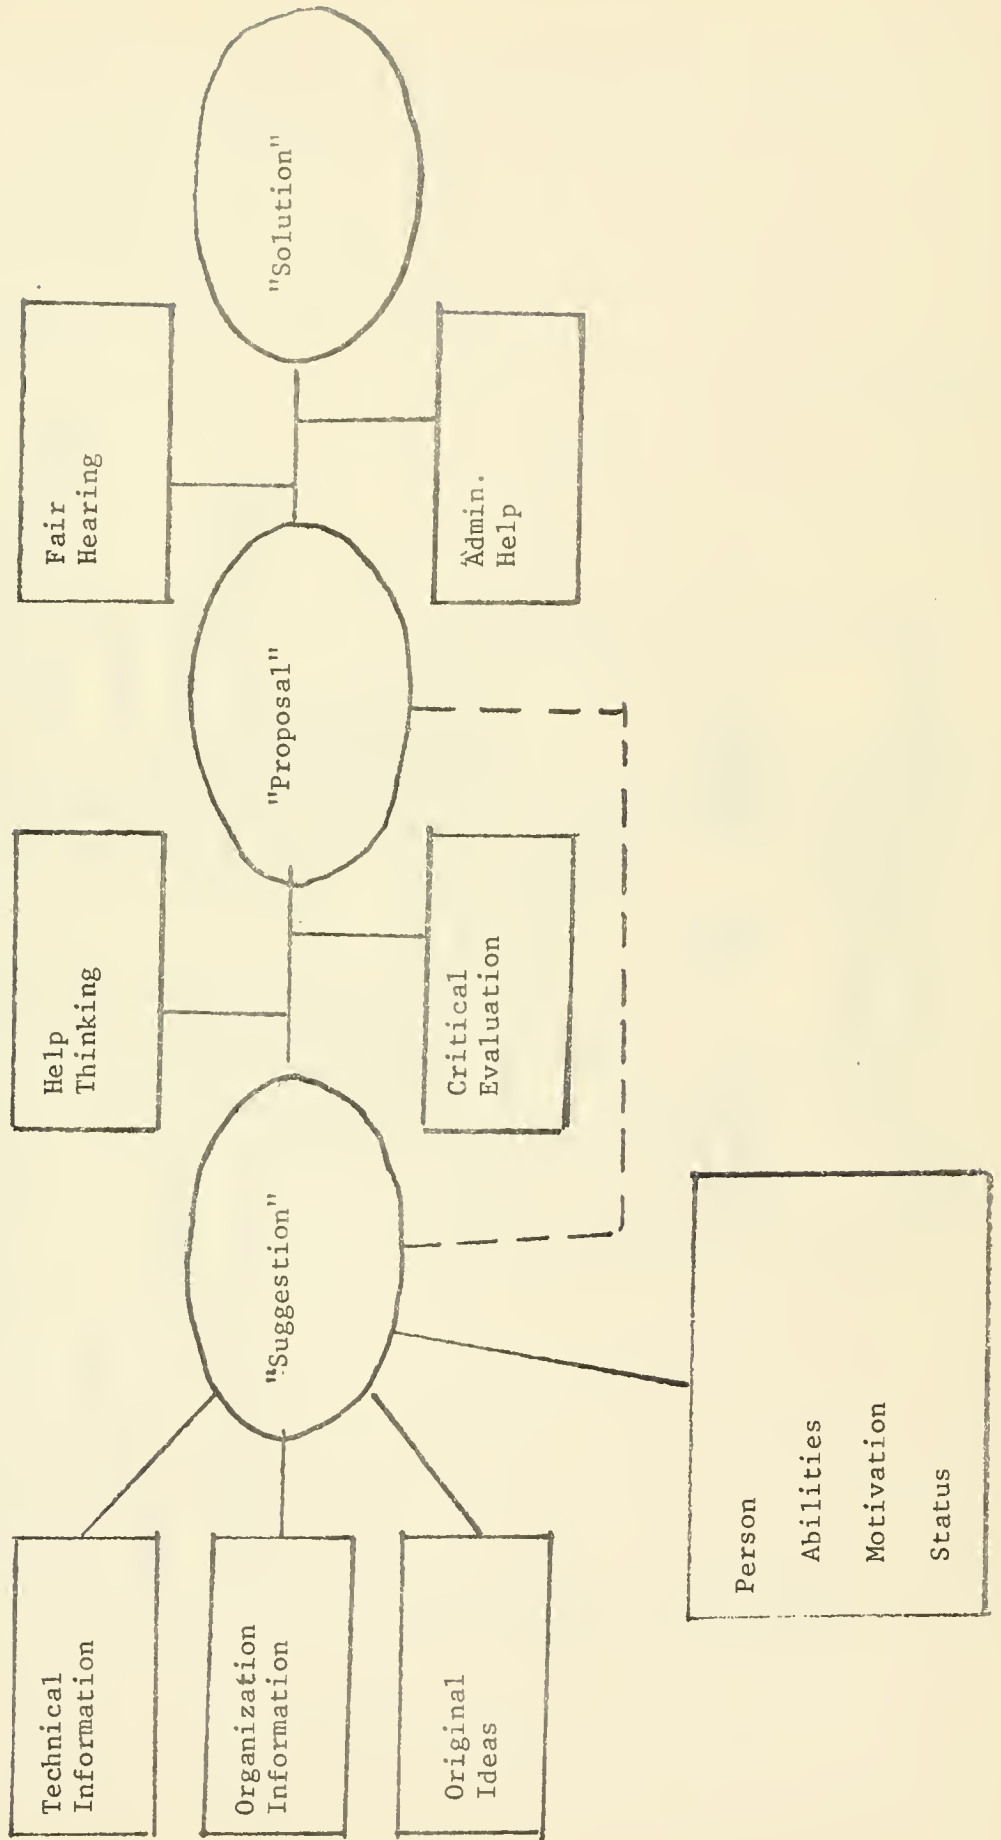 Technical
Information
Organization
Information
Original
Ideas
Person
Abilities
Motivation
Status
"Suggestion"
Help
Thinking
Critical
Evaluation
"Proposal"
Fair
Hearing
Admin.
Help
"Solution"